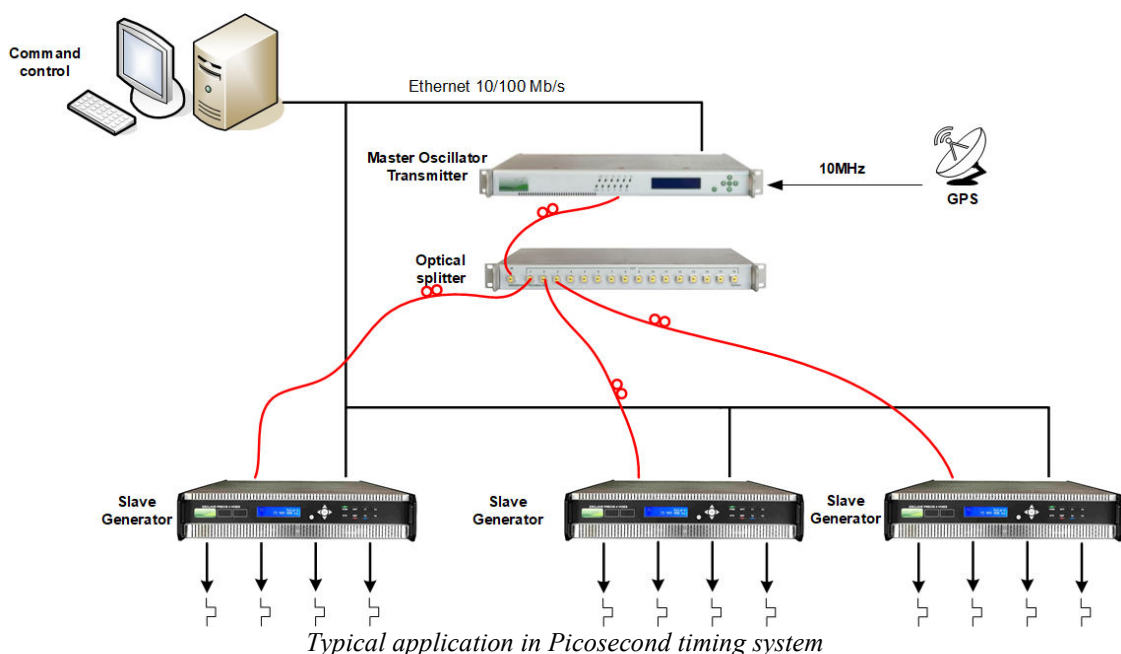 Command
control
Ethernet 10/100 Mb/s
Master Oscillator
Transmitter
10MHz
GPS
Optical
splitter
Slave
Generator
Slave
Generator
Slave
Generator
Typical application in Picosecond timing system